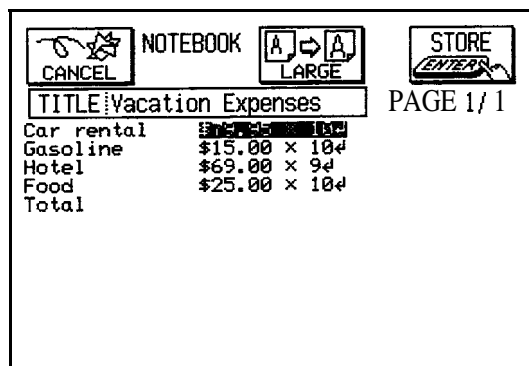 CANCEL NOTEBOOK A A LARGE STORE ENTER
TITLE Vacation Expenses PAGE 1/1
Car rental
Gasoline $15.00 × 10↵
Hotel $69.00 × 9↵
Food $25.00 × 10↵
Total